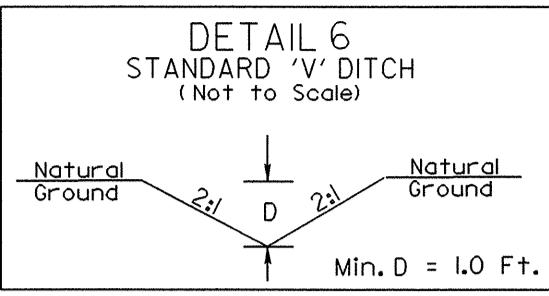 DETAIL 6
STANDARD 'V' DITCH
(Not to Scale)
Natural
Ground
2:1
D
2:1
Natural
Ground
Min. D = 1.0 Ft.